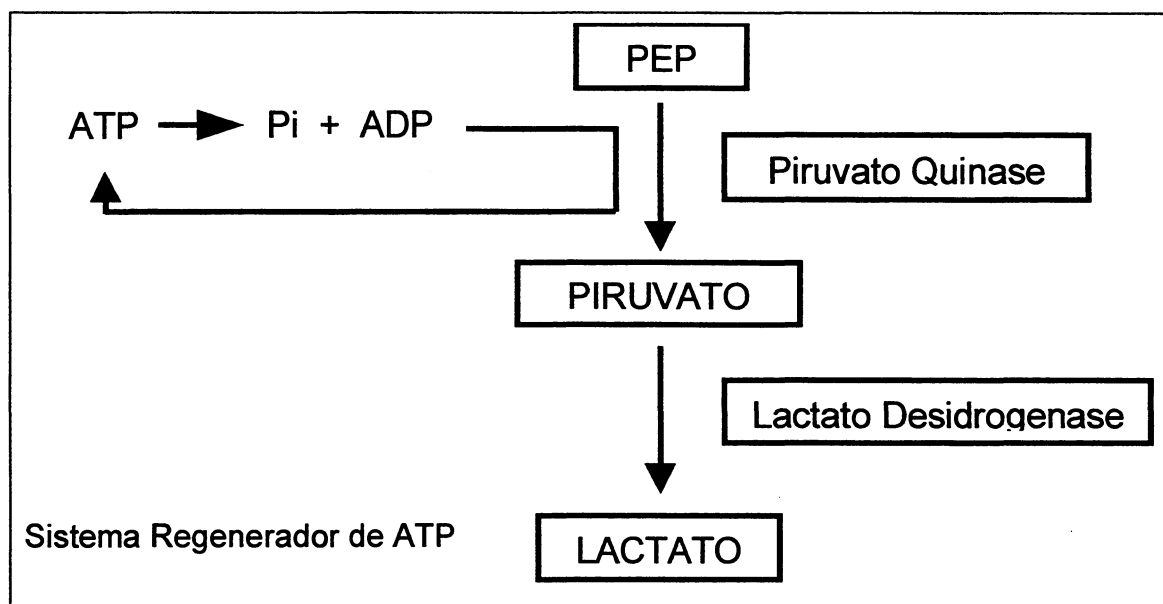 PEP
ATP → Pi + ADP
Piruvato Quinase
PIRUVATO
Lactato Desidrogenase
Sistema Regenerador de ATP
LACTATO